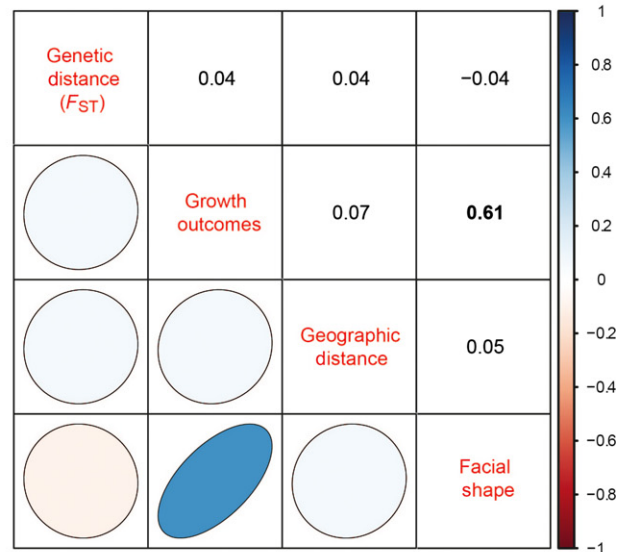 Genetic
distance
(FST)
0.04
0.04
−0.04
Growth
outcomes
0.07
0.61
Geographic
distance
0.05
Facial
shape
1
0.8
0.6
0.4
0.2
0
−0.2
−0.4
−0.6
−0.8
−1